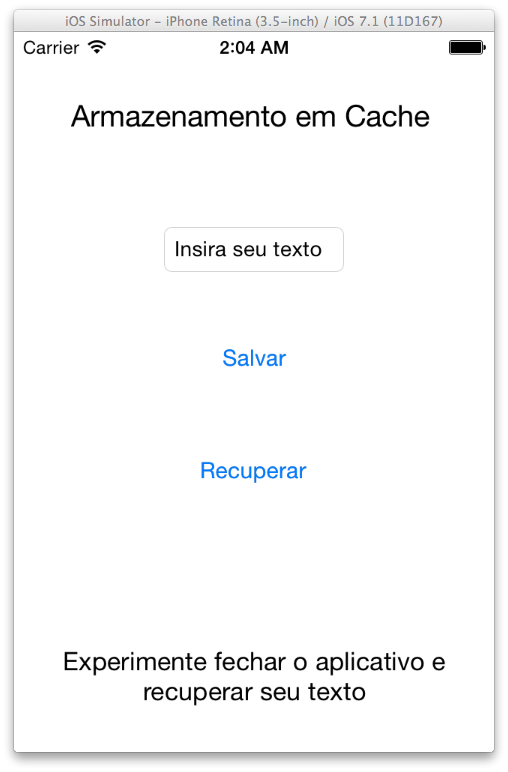 iOS Simulator – iPhone Retina (3.5-inch) / iOS 7.1 (11D167)
Carrier 2:04 AM
Armazenamento em Cache
Insira seu texto
Salvar
Recuperar
Experimente fechar o aplicativo e
recuperar seu texto